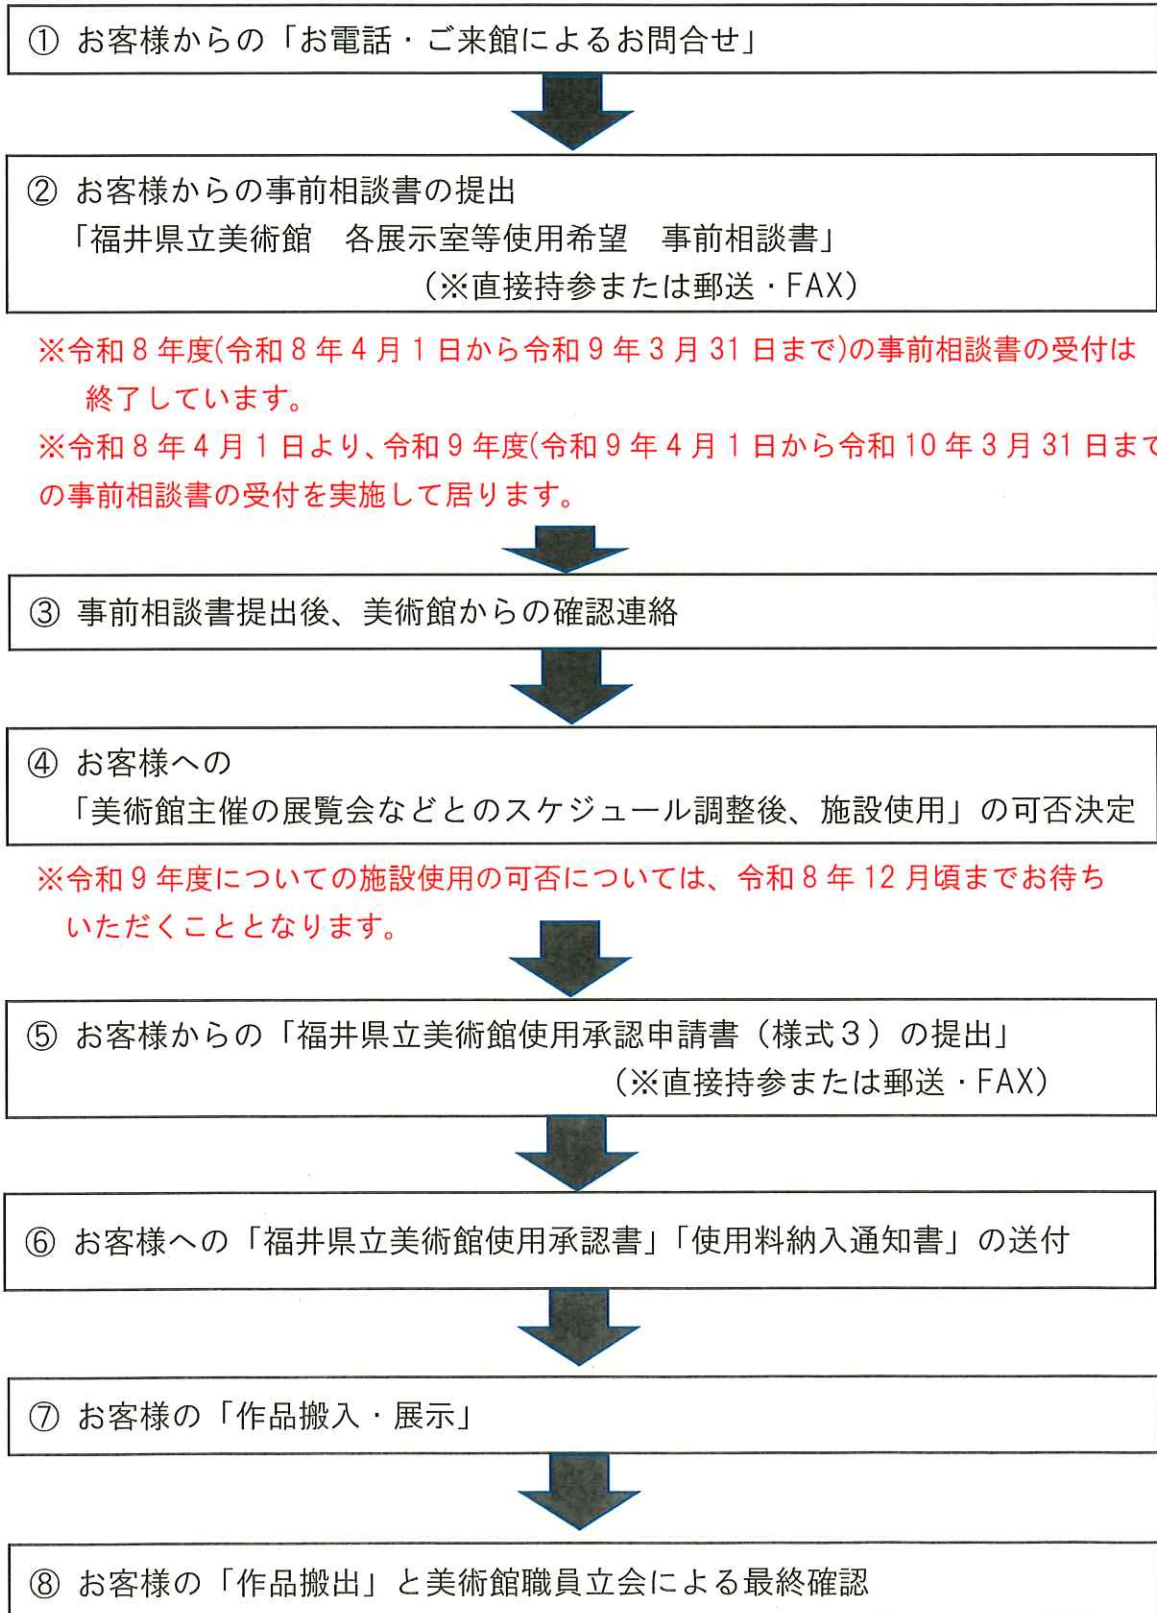 ① お客様からの「お電話・ご来館によるお問合せ」
② お客様からの事前相談書の提出
「福井県立美術館　各展示室等使用希望　事前相談書」
（※直接持参または郵送・FAX）
※令和８年度(令和８年４月１日から令和９年３月31日まで)の事前相談書の受付は
終了しています。
※令和８年４月１日より、令和９年度(令和９年４月１日から令和10年３月31日まで
の事前相談書の受付を実施して居ります。
③ 事前相談書提出後、美術館からの確認連絡
④ お客様への
「美術館主催の展覧会などとのスケジュール調整後、施設使用」の可否決定
※令和９年度についての施設使用の可否については、令和８年12月頃までお待ち
いただくこととなります。
⑤ お客様からの「福井県立美術館使用承認申請書（様式３）の提出」
（※直接持参または郵送・FAX）
⑥ お客様への「福井県立美術館使用承認書」「使用料納入通知書」の送付
⑦ お客様の「作品搬入・展示」
⑧ お客様の「作品搬出」と美術館職員立会による最終確認